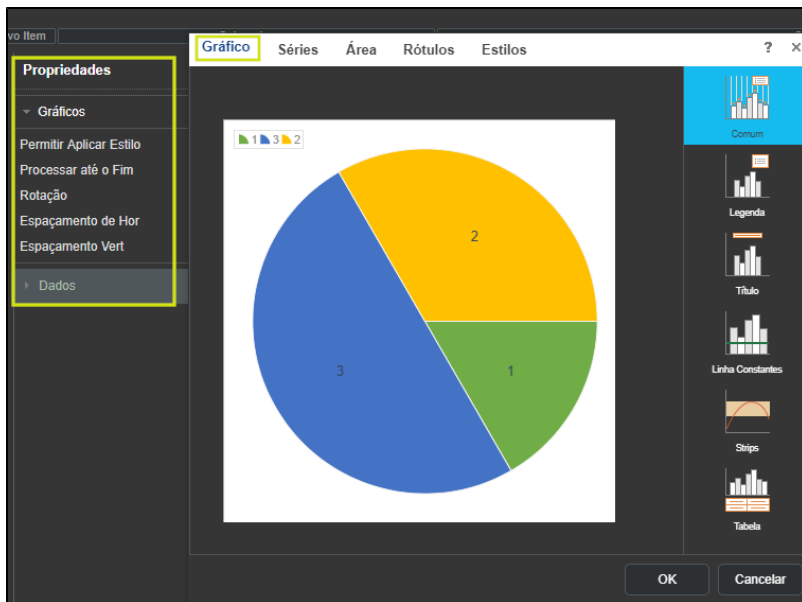 vo Item
Gráfico Séries Área Rótulos Estilos ? ×
Propriedades
Gráficos
Permitir Aplicar Estilo
Processar até o Fim
Rotação
Espaçamento de Hor
Espaçamento Vert
Dados
1 3 2
2
3
1
Comum
Legenda
Título
Linha Constantes
Strips
Tabela
OK Cancelar